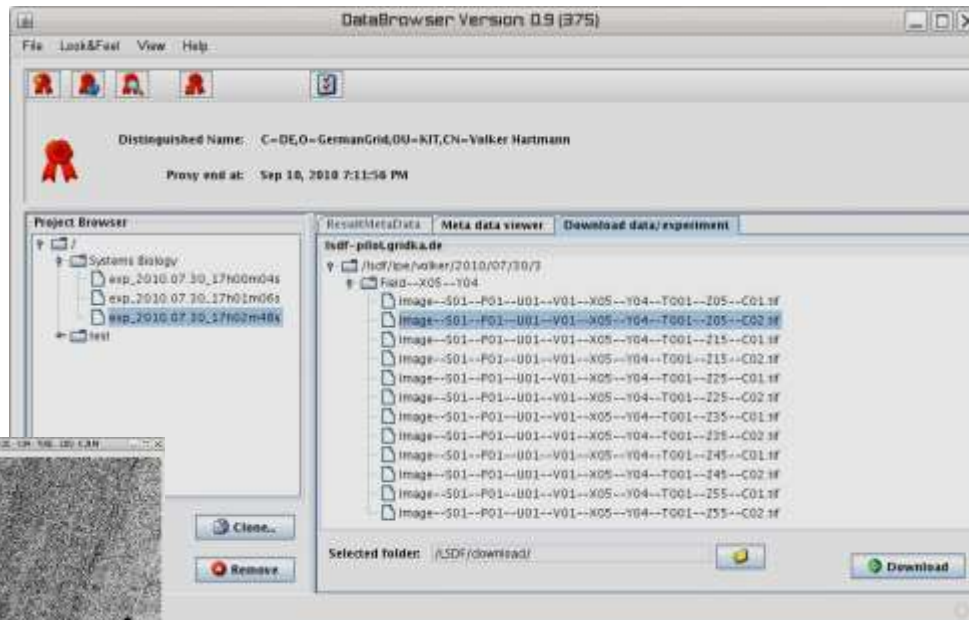 DataBrowser Version 0.9 (375)
File Look&Feel View Help
Distinguished Name: C=DE,O=GermanGrid,OU=KIT,CN=Volker Hartmann
Proxy end at: Sep 10, 2010 7:11:56 PM
Project Browser
/
Systems Biology
exp_2010.07.30_17h00m04s
exp_2010.07.30_17h01m06s
exp_2010.07.30_17h02m48s
test
Clone...
Remove
ResultMetaData Meta data viewer Download data/experiment
lsdf-pilot.gridka.de
/lsdf/ipe/volker/2010/07/30/3
Field--X05--Y04
image--S01--P01--U01--V01--X05--Y04--T001--Z05--C01.tif
image--S01--P01--U01--V01--X05--Y04--T001--Z05--C02.tif
image--S01--P01--U01--V01--X05--Y04--T001--Z15--C01.tif
image--S01--P01--U01--V01--X05--Y04--T001--Z15--C02.tif
image--S01--P01--U01--V01--X05--Y04--T001--Z25--C01.tif
image--S01--P01--U01--V01--X05--Y04--T001--Z25--C02.tif
image--S01--P01--U01--V01--X05--Y04--T001--Z35--C01.tif
image--S01--P01--U01--V01--X05--Y04--T001--Z35--C02.tif
image--S01--P01--U01--V01--X05--Y04--T001--Z45--C01.tif
image--S01--P01--U01--V01--X05--Y04--T001--Z45--C02.tif
image--S01--P01--U01--V01--X05--Y04--T001--Z55--C01.tif
image--S01--P01--U01--V01--X05--Y04--T001--Z55--C02.tif
Selected folder: /LSDF/download/
Download